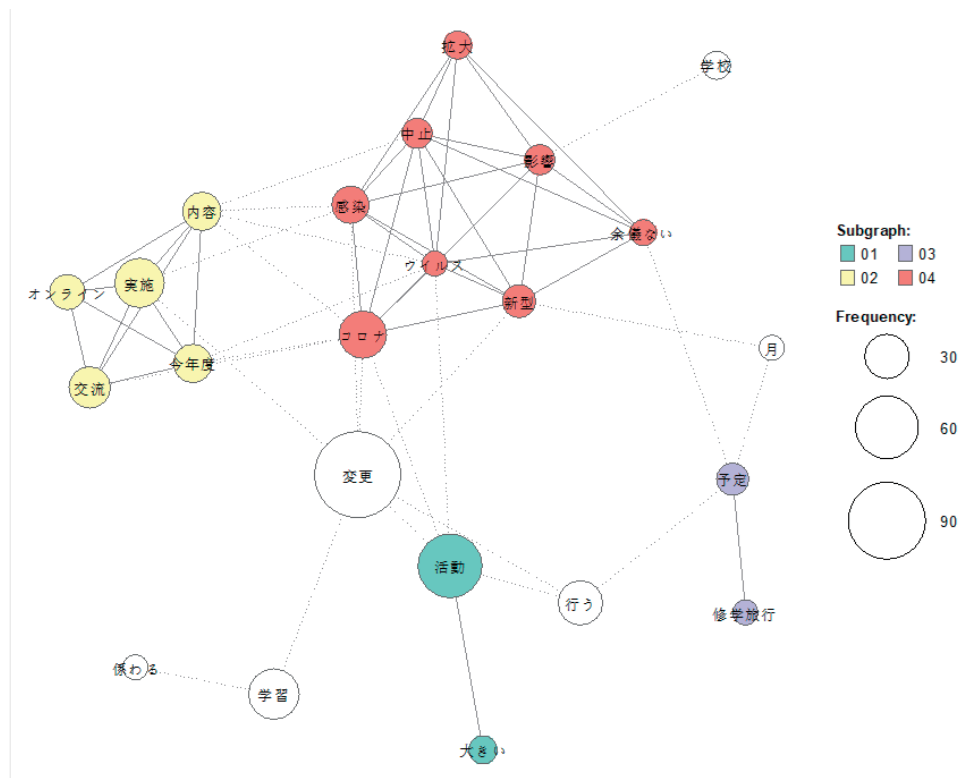 拡大
学校
中止
影響
感染
内容
余儀ない
ウイルス
実施
オンライン
新型
コロナ
月
今年度
交流
変更
予定
活動
行う
修学旅行
係わる
学習
大きい
Subgraph:
01 03
02 04
Frequency:
30
60
90